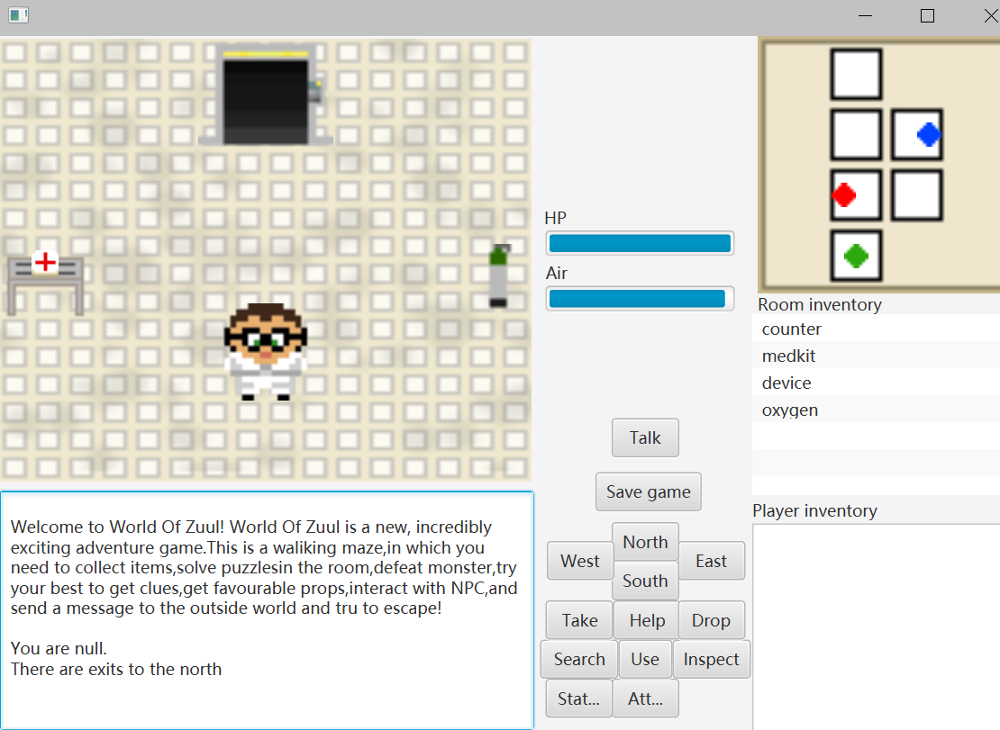 HP
Air
Room inventory
counter
medkit
device
oxygen
Talk
Save game
Player inventory
North
West
East
South
Take
Help
Drop
Search
Use
Inspect
Stat...
Att...
Welcome to World Of Zuul! World Of Zuul is a new, incredibly
exciting adventure game.This is a waliking maze,in which you
need to collect items,solve puzzlesin the room,defeat monster,try
your best to get clues,get favourable props,interact with NPC,and
send a message to the outside world and tru to escape!
You are null.
There are exits to the north